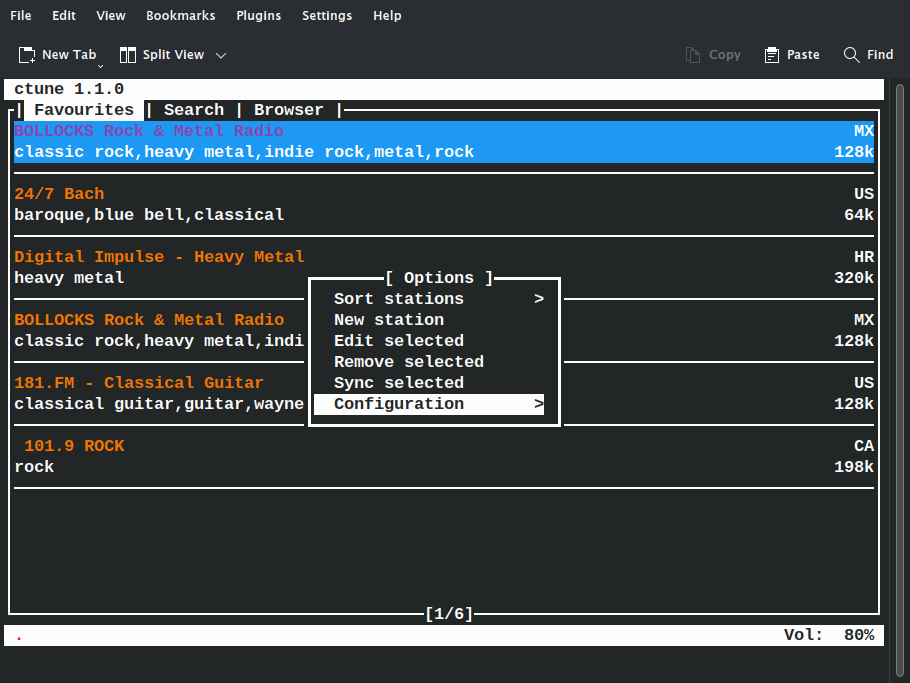 File Edit View Bookmarks Plugins Settings Help
New Tab Split View Copy Paste Find
ctune 1.1.0
| Favourites | Search | Browser |
BOLLOCKS Rock & Metal Radio MX
classic rock,heavy metal,indie rock,metal,rock 128k
24/7 Bach US
baroque,blue bell,classical 64k
Digital Impulse - Heavy Metal HR
heavy metal 320k
[ Options ]
Sort stations >
New station
Edit selected
Remove selected
Sync selected
Configuration >
BOLLOCKS Rock & Metal Radio MX
classic rock,heavy metal,indi 128k
181.FM - Classical Guitar US
classical guitar,guitar,wayne 128k
101.9 ROCK CA
rock 198k
[1/6]
. Vol: 80%